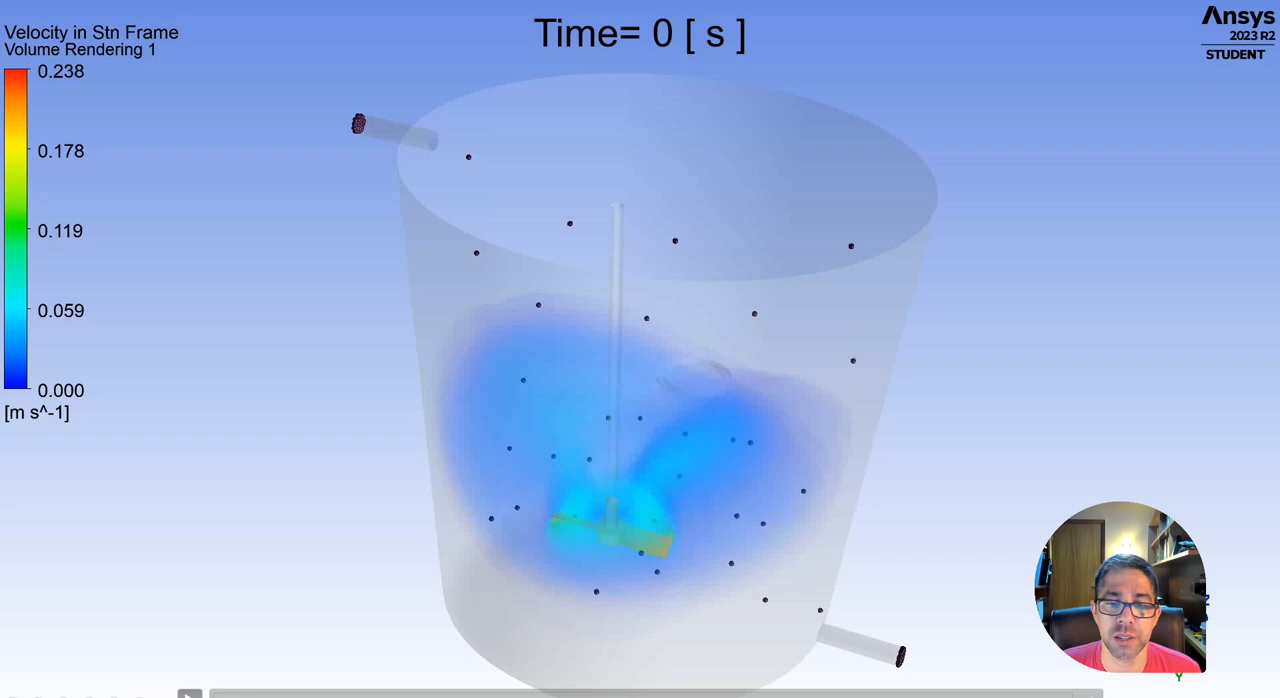 Time= 0 [ s ]
Ansys
2023 R2
STUDENT
Velocity in Stn Frame
Volume Rendering 1
0.238
0.178
0.119
0.059
0.000
[m s^-1]
Z
Y